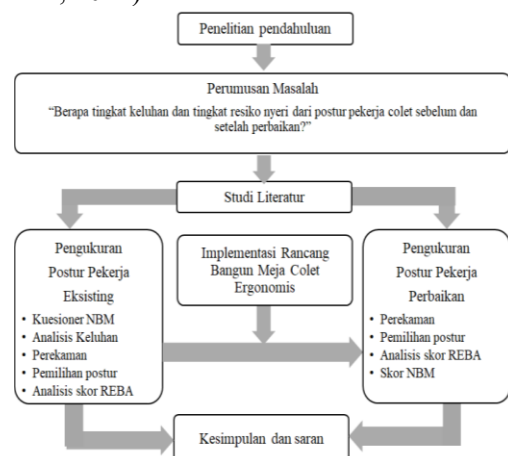 Penelitian pendahuluan
Perumusan Masalah
“Berapa tingkat keluhan dan tingkat resiko nyeri dari postur pekerja colet sebelum dan
setelah perbaikan?”
Studi Literatur
Pengukuran
Postur Pekerja
Eksisting
• Kuesioner NBM
• Analisis Keluhan
• Perekaman
• Pemilihan postur
• Analisis skor REBA
Implementasi Rancang
Bangun Meja Colet
Ergonomis
Pengukuran
Postur Pekerja
Perbaikan
• Perekaman
• Pemilihan postur
• Analisis skor REBA
• Skor NBM
Kesimpulan dan saran